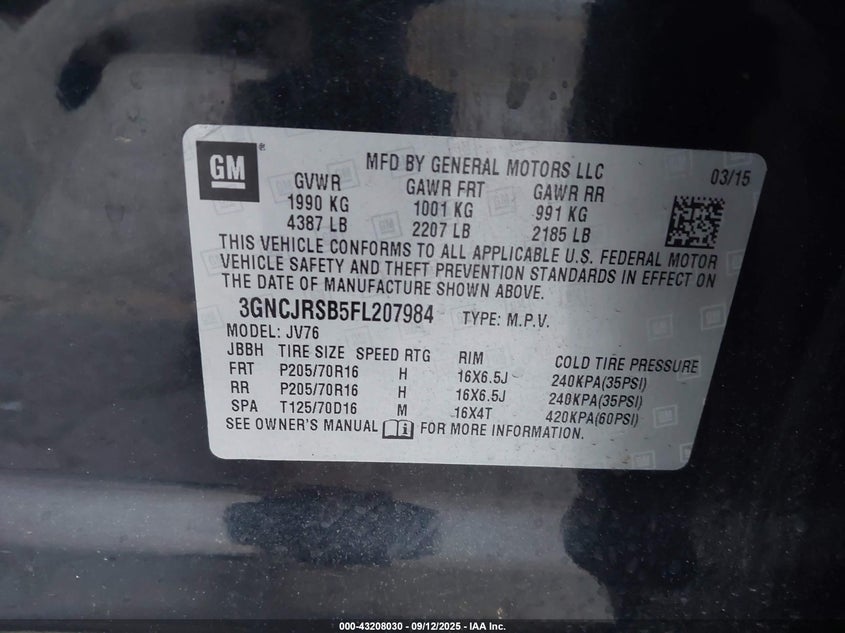 GM
MFD BY GENERAL MOTORS LLC
03/15
GVWR GAWR FRT GAWR RR
1990 KG 1001 KG 991 KG
4387 LB 2207 LB 2185 LB
THIS VEHICLE CONFORMS TO ALL APPLICABLE U.S. FEDERAL MOTOR
VEHICLE SAFETY AND THEFT PREVENTION STANDARDS IN EFFECT ON
THE DATE OF MANUFACTURE SHOWN ABOVE.
3GNCJRSB5FL207984 TYPE: M.P.V.
MODEL: JV76
JBBH TIRE SIZE SPEED RTG RIM COLD TIRE PRESSURE
FRT P205/70R16 H 16X6.5J 240KPA(35PSI)
RR P205/70R16 H 16X6.5J 240KPA(35PSI)
SPA T125/70D16 M 16X4T 420KPA(60PSI)
SEE OWNER'S MANUAL i FOR MORE INFORMATION.
000-43208030 - 09/12/2025 - IAA Inc.